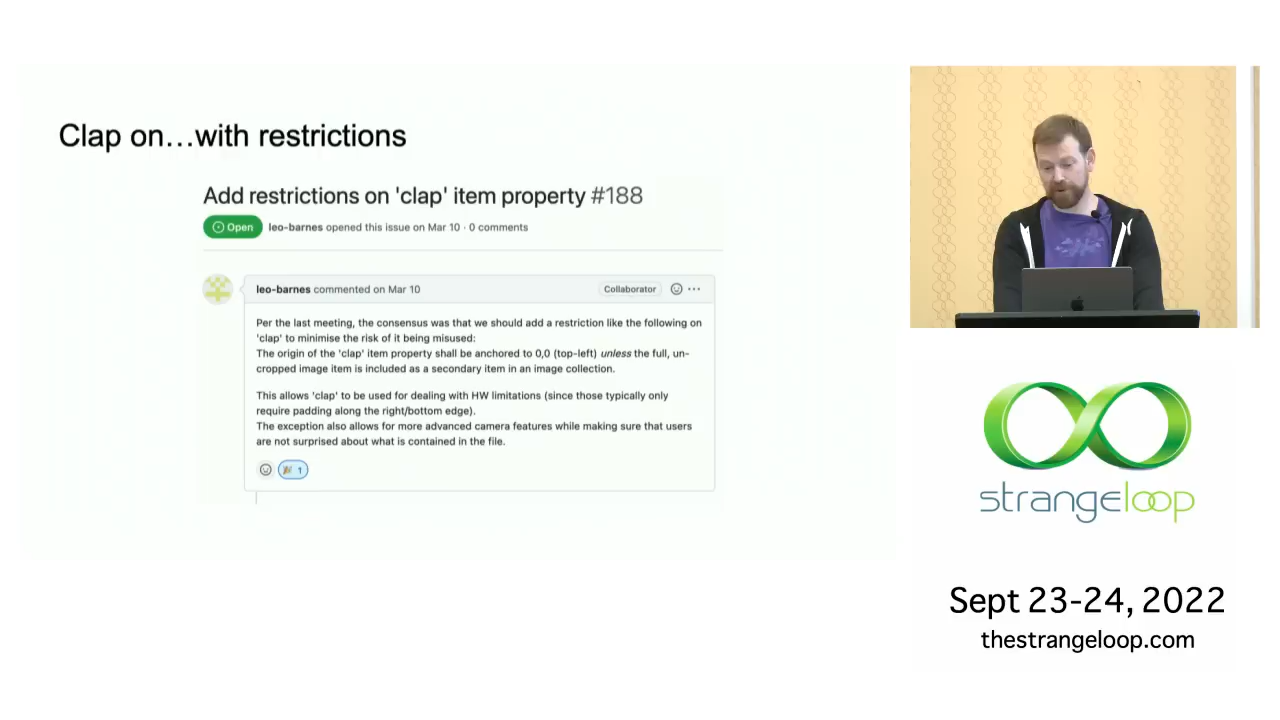 Clap on…with restrictions
Add restrictions on 'clap' item property #188
Open leo-barnes opened this issue on Mar 10 · 0 comments
leo-barnes commented on Mar 10 Collaborator
Per the last meeting, the consensus was that we should add a restriction like the following on
'clap' to minimise the risk of it being misused:
The origin of the 'clap' item property shall be anchored to 0,0 (top-left) unless the full, un-
cropped image item is included as a secondary item in an image collection.
This allows 'clap' to be used for dealing with HW limitations (since those typically only
require padding along the right/bottom edge).
The exception also allows for more advanced camera features while making sure that users
are not surprised about what is contained in the file.
1
strangeloop
Sept 23-24, 2022
thestrangeloop.com